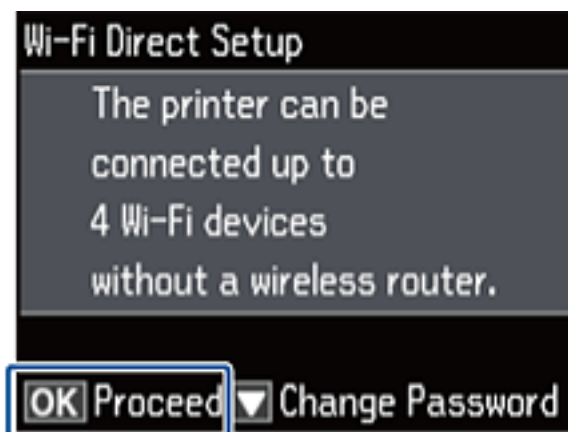 Wi-Fi Direct Setup
The printer can be
connected up to
4 Wi-Fi devices
without a wireless router.
OK Proceed ▼ Change Password